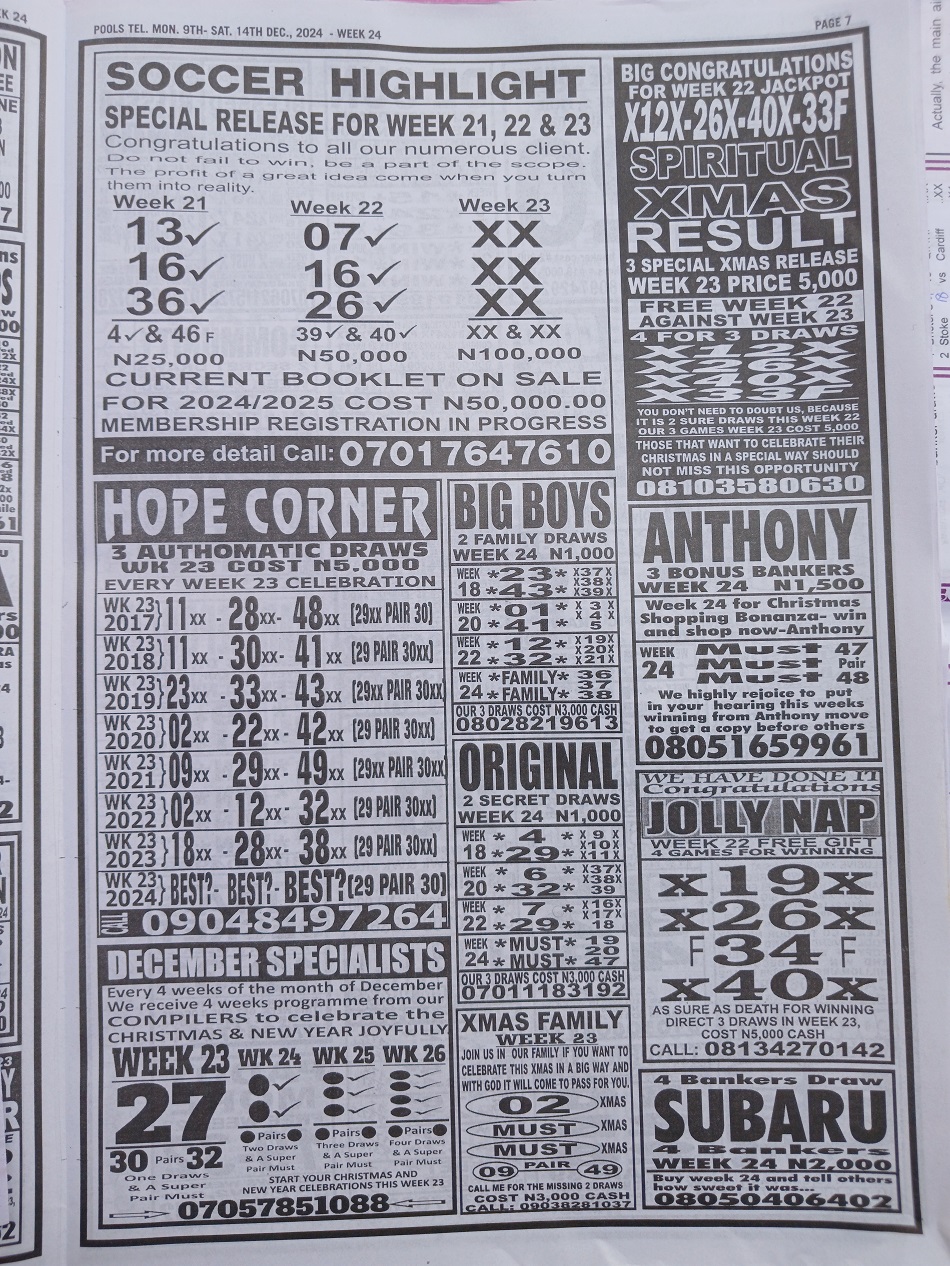 POOLS TEL. MON. 9TH- SAT. 14TH DEC., 2024 - WEEK 24
PAGE 7
SOCCER HIGHLIGHT
SPECIAL RELEASE FOR WEEK 21, 22 & 23
Congratulations to all our numerous client.
Do not fail to win, be a part of the scope.
The profit of a great idea come when you turn
them into reality.
Week 21 Week 22 Week 23
13✓ 07✓ XX
16✓ 16✓ XX
36✓ 26✓ XX
4✓ & 46F 39✓ & 40✓ XX & XX
N25,000 N50,000 N100,000
CURRENT BOOKLET ON SALE
FOR 2024/2025 COST N50,000.00
MEMBERSHIP REGISTRATION IN PROGRESS
For more detail Call: 07017647610
BIG CONGRATULATIONS
FOR WEEK 22 JACKPOT
X12X-26X-40X-33F
SPIRITUAL
XMAS
RESULT
3 SPECIAL XMAS RELEASE
WEEK 23 PRICE 5,000
FREE WEEK 22
AGAINST WEEK 23
4 FOR 3 DRAWS
X12X
X26X
X40X
X33F
YOU DON'T NEED TO DOUBT US, BECAUSE
IT IS 2 SURE DRAWS THIS WEEK 22
OUR 3 GAMES WEEK 23 COST 5,000
THOSE THAT WANT TO CELEBRATE THEIR
CHRISTMAS IN A SPECIAL WAY SHOULD
NOT MISS THIS OPPORTUNITY
08103580630
HOPE CORNER
3 AUTHOMATIC DRAWS
WK 23 COST N5,000
EVERY WEEK 23 CELEBRATION
WK 23 2017}11xx - 28xx- 48xx [29xx PAIR 30]
WK 23 2018}11xx - 30xx- 41xx [29 PAIR 30xx]
WK 23 2019}23xx - 33xx- 43xx [29xx PAIR 30xx]
WK 23 2020}02xx - 22xx- 42xx [29 PAIR 30xx]
WK 23 2021}09xx - 29xx- 49xx [29xx PAIR 30xx]
WK 23 2022}02xx - 12xx- 32xx [29 PAIR 30xx]
WK 23 2023}18xx - 28xx- 38xx [29 PAIR 30xx]
WK 23 2024}BEST?- BEST?- BEST?[29 PAIR 30]
CALL 09048497264
BIG BOYS
2 FAMILY DRAWS
WEEK 24 N1,000
WEEK *23* X37X
18 *43* X38X
X39X
WEEK *01* X 3 X
20 *41* X 4 X
5
WEEK *12* X19X
22 *32* X20X
X21X
WEEK *FAMILY* 36
24 *FAMILY* 37
38
OUR 3 DRAWS COST N3,000 CASH
08028219613
ANTHONY
3 BONUS BANKERS
WEEK 24 N1,500
Week 24 for Christmas
Shopping Bonanza- win
and shop now-Anthony
WEEK Must 47
24 Must Pair
Must 48
We highly rejoice to put
in your hearing this weeks
winning from Anthony move
to get a copy before others
08051659961
ORIGINAL
2 SECRET DRAWS
WEEK 24 N1,000
WEEK * 4 * X 9 X
18 *29* X10X
X11X
WEEK * 6 * X37X
20 *32* X38X
39
WEEK * 7 * X16X
22 *29* X17X
18
WEEK *MUST* 19
24 *MUST* 20
47
OUR 3 DRAWS COST N3,000 CASH
07011183192
WE HAVE DONE IT
Congratulations
JOLLY NAP
WEEK 22 FREE GIFT
4 GAMES FOR WINNING
X19X
X26X
F34F
X40X
AS SURE AS DEATH FOR WINNING
DIRECT 3 DRAWS IN WEEK 23,
COST N5,000 CASH
CALL: 08134270142
DECEMBER SPECIALISTS
Every 4 weeks of the month of December
We receive 4 weeks programme from our
COMPILERS to celebrate the
CHRISTMAS & NEW YEAR JOYFULLY
WEEK 23 WK 24 WK 25 WK 26
27
30 Pairs 32
One Draws
& A Super
Pair Must
Pairs
Two Draws
& A Super
Pair Must
Pairs
Three Draws
& A Super
Pair Must
Pairs
Four Draws
& A Super
Pair Must
START YOUR CHRISTMAS AND
NEW YEAR CELEBRATIONS THIS WEEK 23
07057851088
XMAS FAMILY
WEEK 23
JOIN US IN OUR FAMILY IF YOU WANT TO
CELEBRATE THIS XMAS IN A BIG WAY AND
WITH GOD IT WILL COME TO PASS FOR YOU.
02 XMAS
MUST XMAS
MUST XMAS
09 PAIR 49
CALL ME FOR THE MISSING 2 DRAWS
COST N3,000 CASH
CALL: 09038281037
4 Bankers Draw
SUBARU
4 Bankers
WEEK 24 N2,000
Buy week 24 and tell others
how sweet it was...
08050406402
Actually, the main
2 Stoke 18 vs Cardiff XX